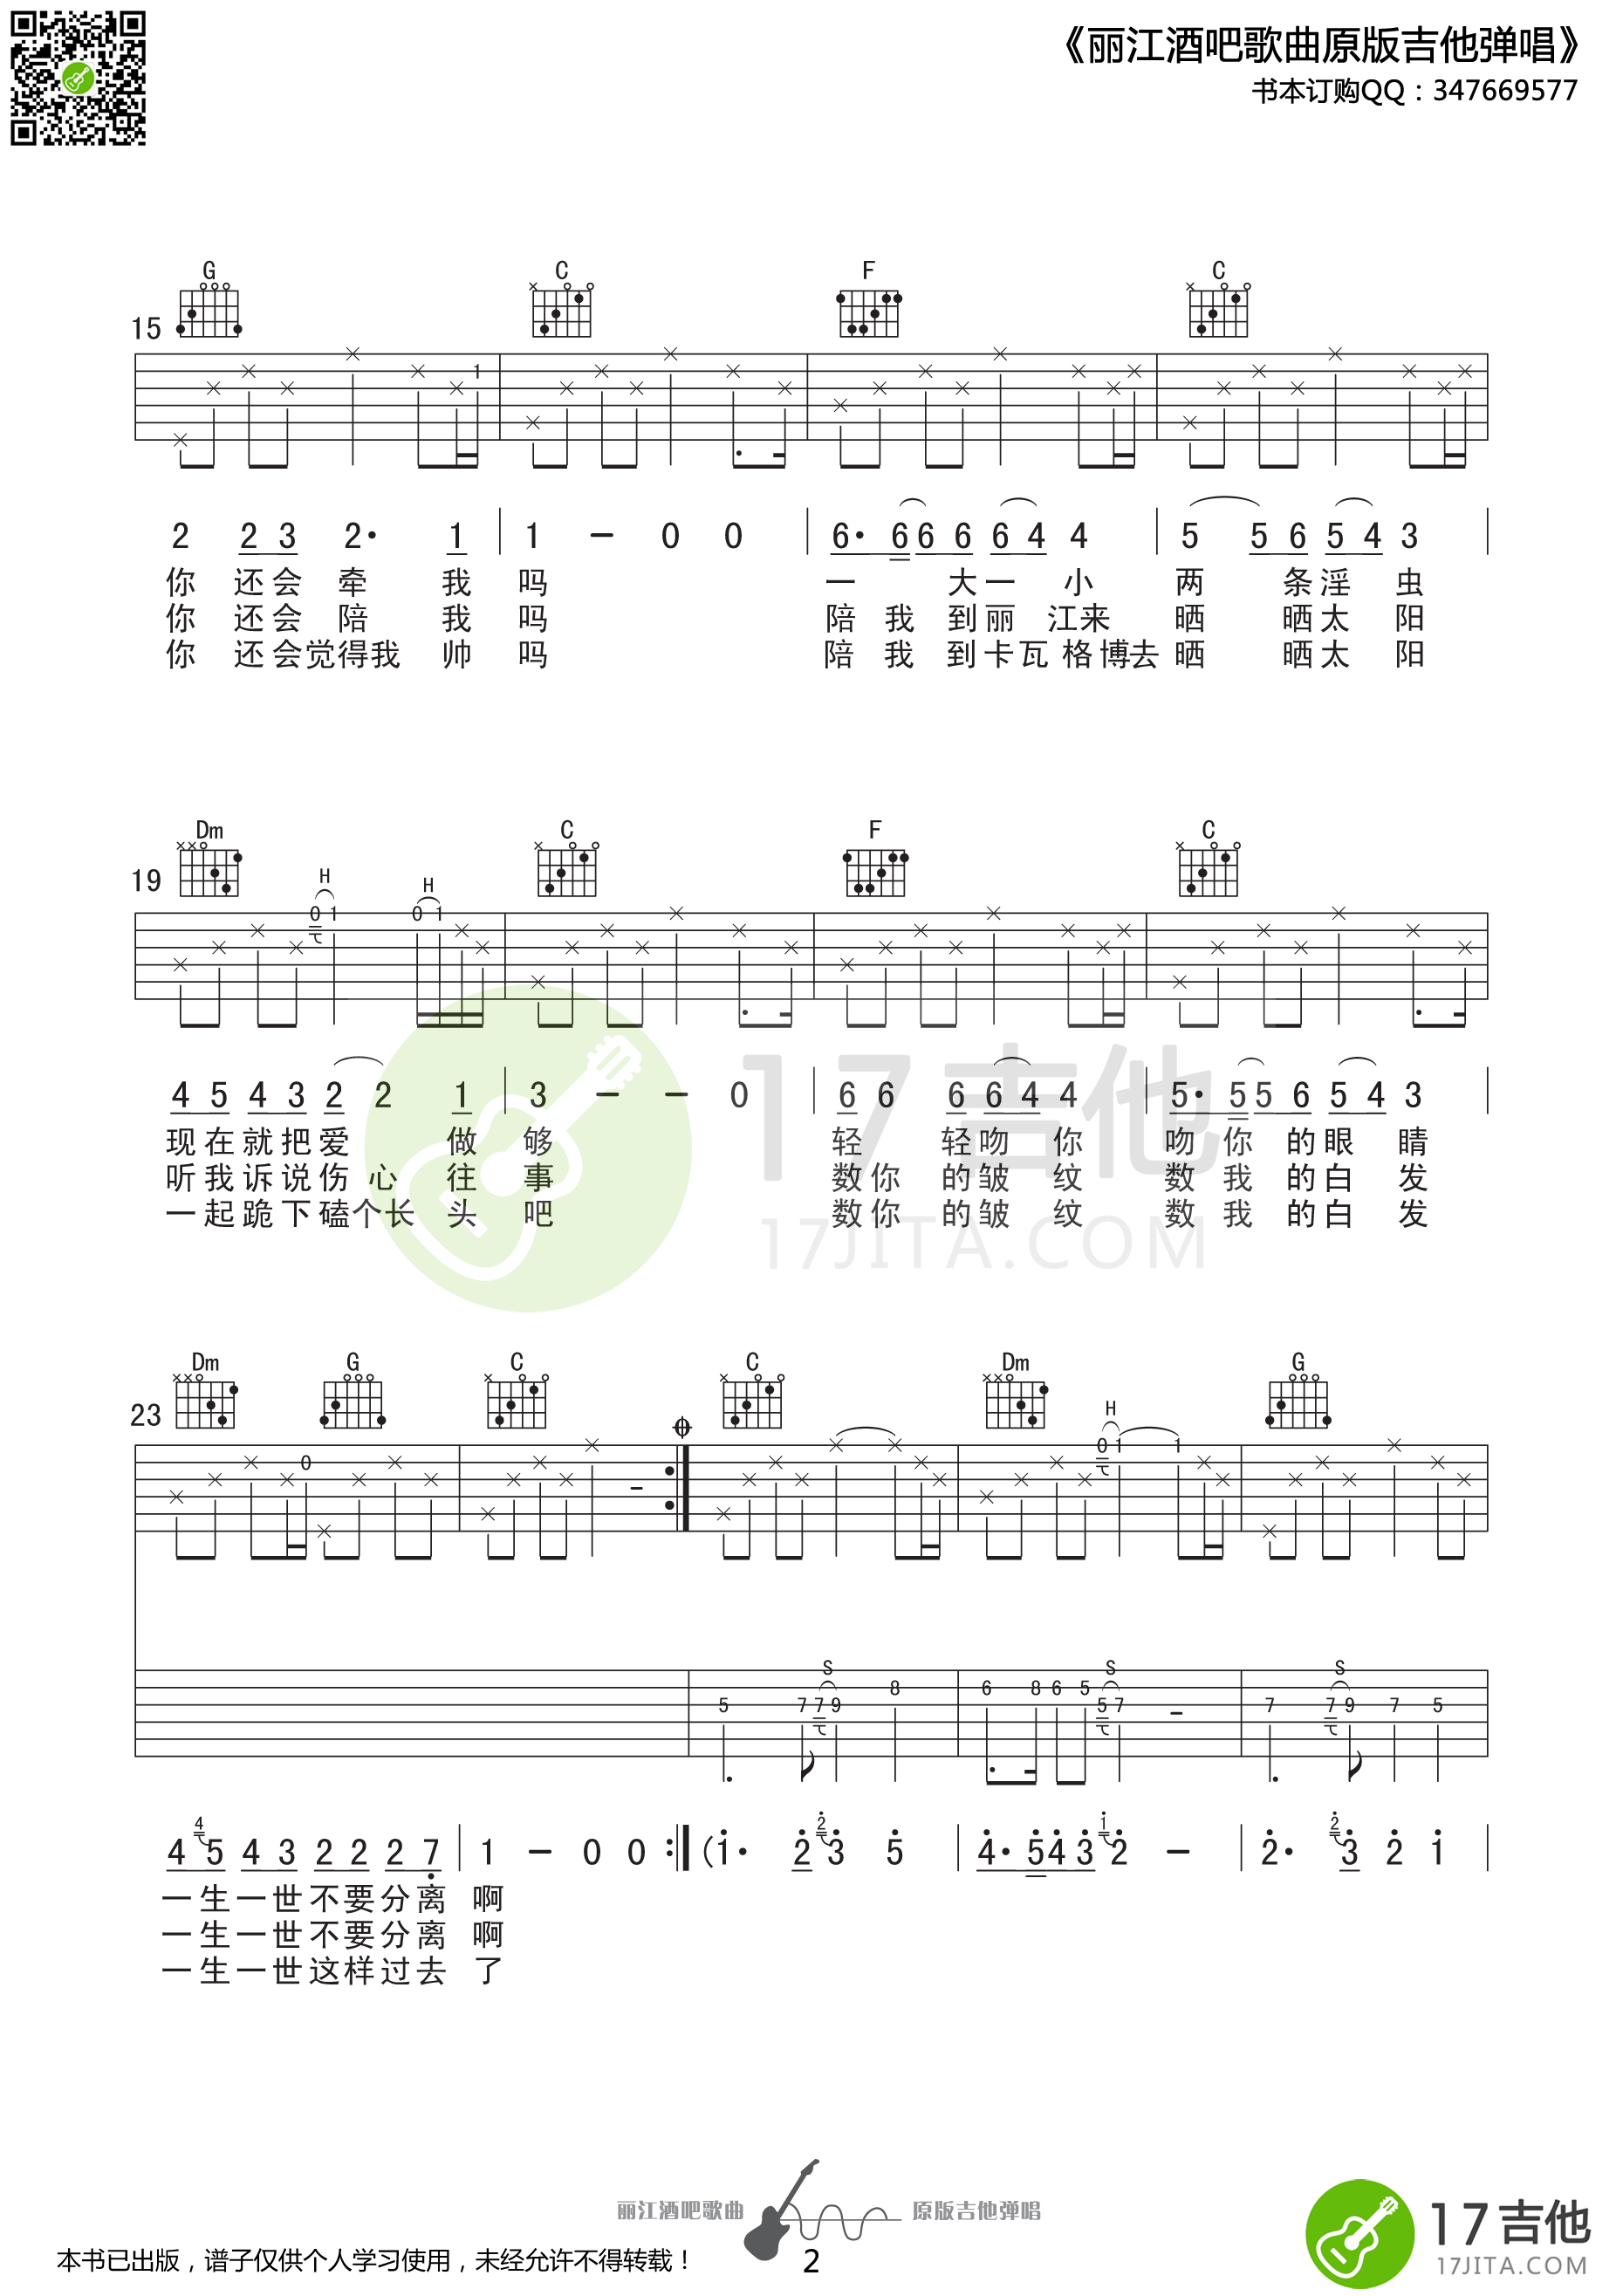 《丽江酒吧歌曲原版吉他弹唱》
书本订购QQ：347669577
G C F C
15
1
2 2 3 2· 1 | 1 － 0 0 | 6· 6 6 6 6 4 4 | 5 5 6 5 4 3
你 还会 牵 我 吗 一 大一 小 两 条淫 虫
你 还会 陪 我 吗 陪 我 到丽 江来 晒 晒太 阳
你 还会觉得我 帅 吗 陪 我 到卡瓦 格博去 晒 晒太 阳
Dm C F C
19
H H
0 1 0 1
4 5 4 3 2 2 1 | 3 － － 0 | 6 6 6 6 4 4 | 5· 5 5 6 5 4 3
现在就把爱 做 够 轻 轻吻 你 吻 你 的眼 睛
听我诉说伤心 往 事 数你 的皱 纹 数 我 的白 发
一起跪下磕个长 头 吧 数你 的皱 纹 数 我 的白 发
17吉他
17JITA.COM
Dm G C C Dm G
23
H
0 0 1 1
S S S
5 7 7 9 8 6 8 6 5 5 7 7 7 9 7 5
4 4 5 4 3 2 2 2 7 | 1 － 0 0 :| (1· 2 2 3 5 | 4· 5 4 3 1 2 － | 2· 2 3 2 1
一生一世不要分离 啊
一生一世不要分离 啊
一生一世这样过去 了
丽江酒吧歌曲 原版吉他弹唱
本书已出版，谱子仅供个人学习使用，未经允许不得转载！
2
17吉他
17JITA.COM